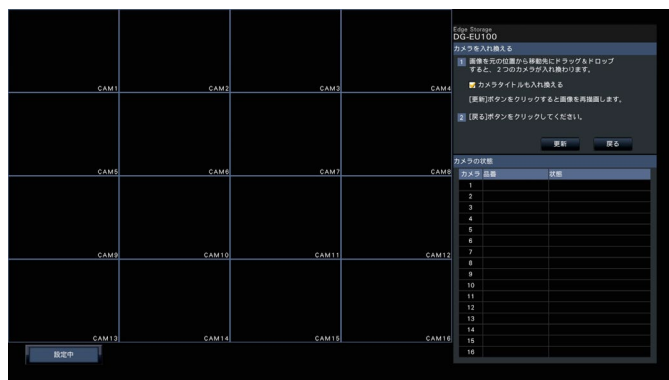 CAM1 CAM2 CAM3 CAM4
CAM5 CAM6 CAM7 CAM8
CAM9 CAM10 CAM11 CAM12
CAM13 CAM14 CAM15 CAM16
設定中
Edge Storage
DG-EU100
カメラを入れ換える
1 画像を元の位置から移動先にドラッグ&ドロップ
すると、2つのカメラが入れ換わります。
カメラタイトルも入れ換える
[更新]ボタンをクリックすると画像を再描画します。
2 [戻る]ボタンをクリックしてください。
更新 戻る
カメラの状態
カメラ 品番 状態
1
2
3
4
5
6
7
8
9
10
11
12
13
14
15
16